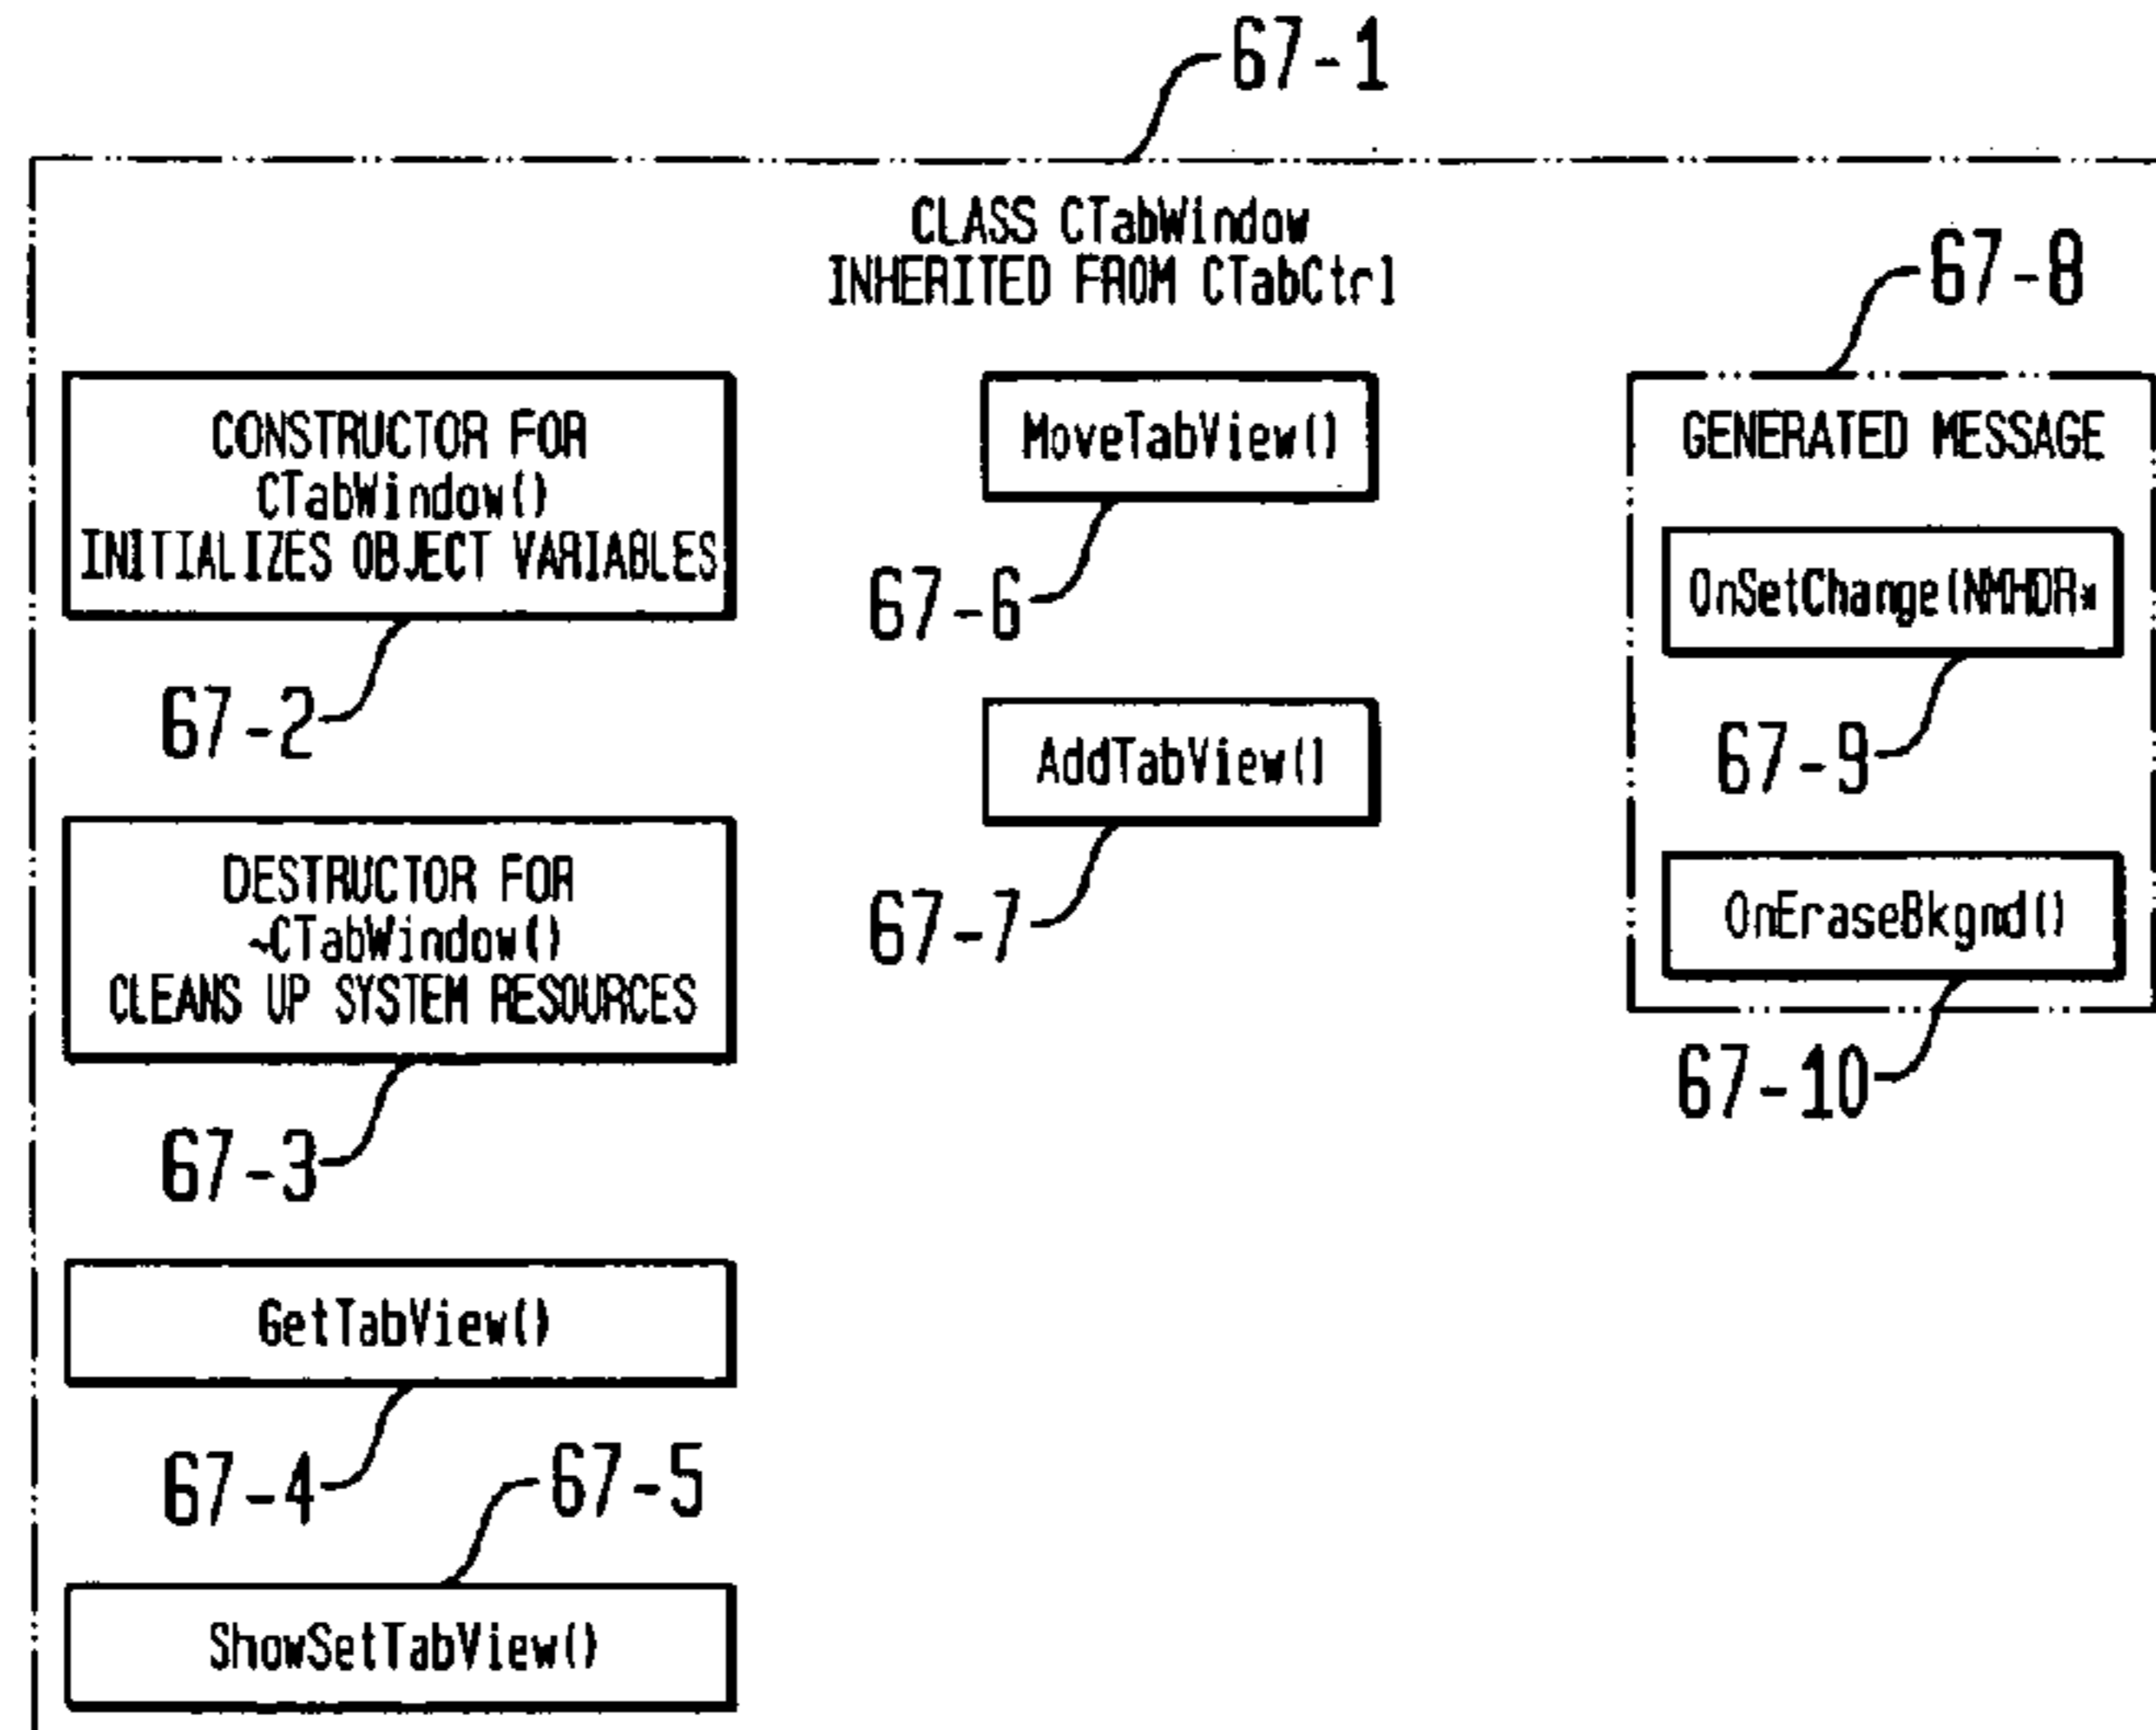 67-1
CLASS CTabWindow
INHERITED FROM CTabCtrl
CONSTRUCTOR FOR
CTabWindow()
INITIALIZES OBJECT VARIABLES
67-2
DESTRUCTOR FOR
~CTabWindow()
CLEANS UP SYSTEM RESOURCES
67-3
GetTabView()
67-4
67-5
ShowSetTabView()
MoveTabView()
67-6
AddTabView()
67-7
67-8
GENERATED MESSAGE
OnSetChange(NMHDR*
67-9
OnEraseBkgnd()
67-10